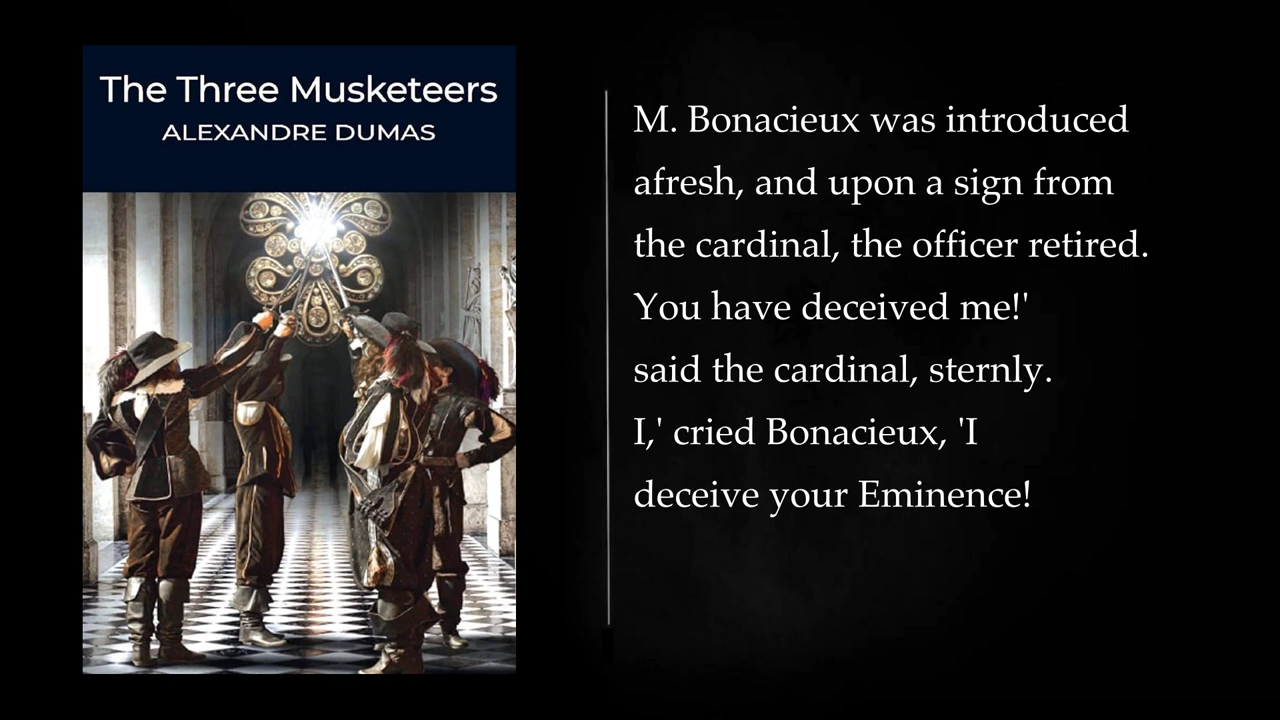 The Three Musketeers
ALEXANDRE DUMAS
M. Bonacieux was introduced
afresh, and upon a sign from
the cardinal, the officer retired.
You have deceived me!'
said the cardinal, sternly.
I,' cried Bonacieux, 'I
deceive your Eminence!